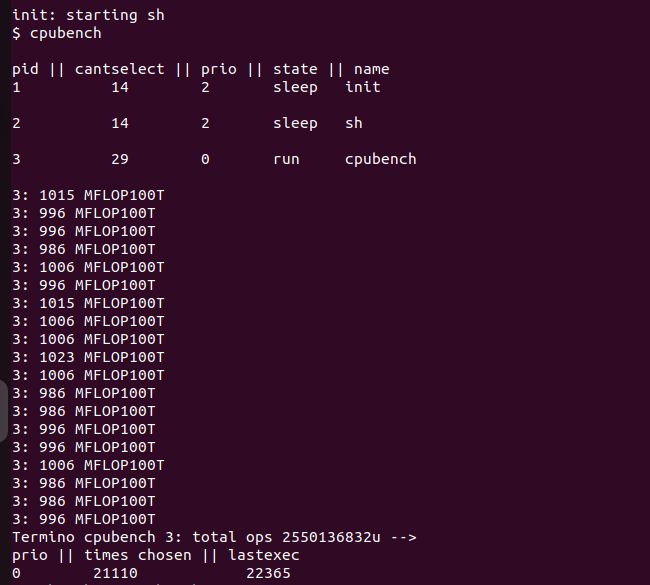 init: starting sh
$ cpubench
pid || cantselect || prio || state || name
1 14 2 sleep init
2 14 2 sleep sh
3 29 0 run cpubench
3: 1015 MFLOP100T
3: 996 MFLOP100T
3: 996 MFLOP100T
3: 986 MFLOP100T
3: 1006 MFLOP100T
3: 996 MFLOP100T
3: 1015 MFLOP100T
3: 1006 MFLOP100T
3: 1006 MFLOP100T
3: 1023 MFLOP100T
3: 1006 MFLOP100T
3: 986 MFLOP100T
3: 986 MFLOP100T
3: 996 MFLOP100T
3: 996 MFLOP100T
3: 1006 MFLOP100T
3: 986 MFLOP100T
3: 986 MFLOP100T
3: 996 MFLOP100T
Termino cpubench 3: total ops 2550136832u -->
prio || times chosen || lastexec
0 21110 22365